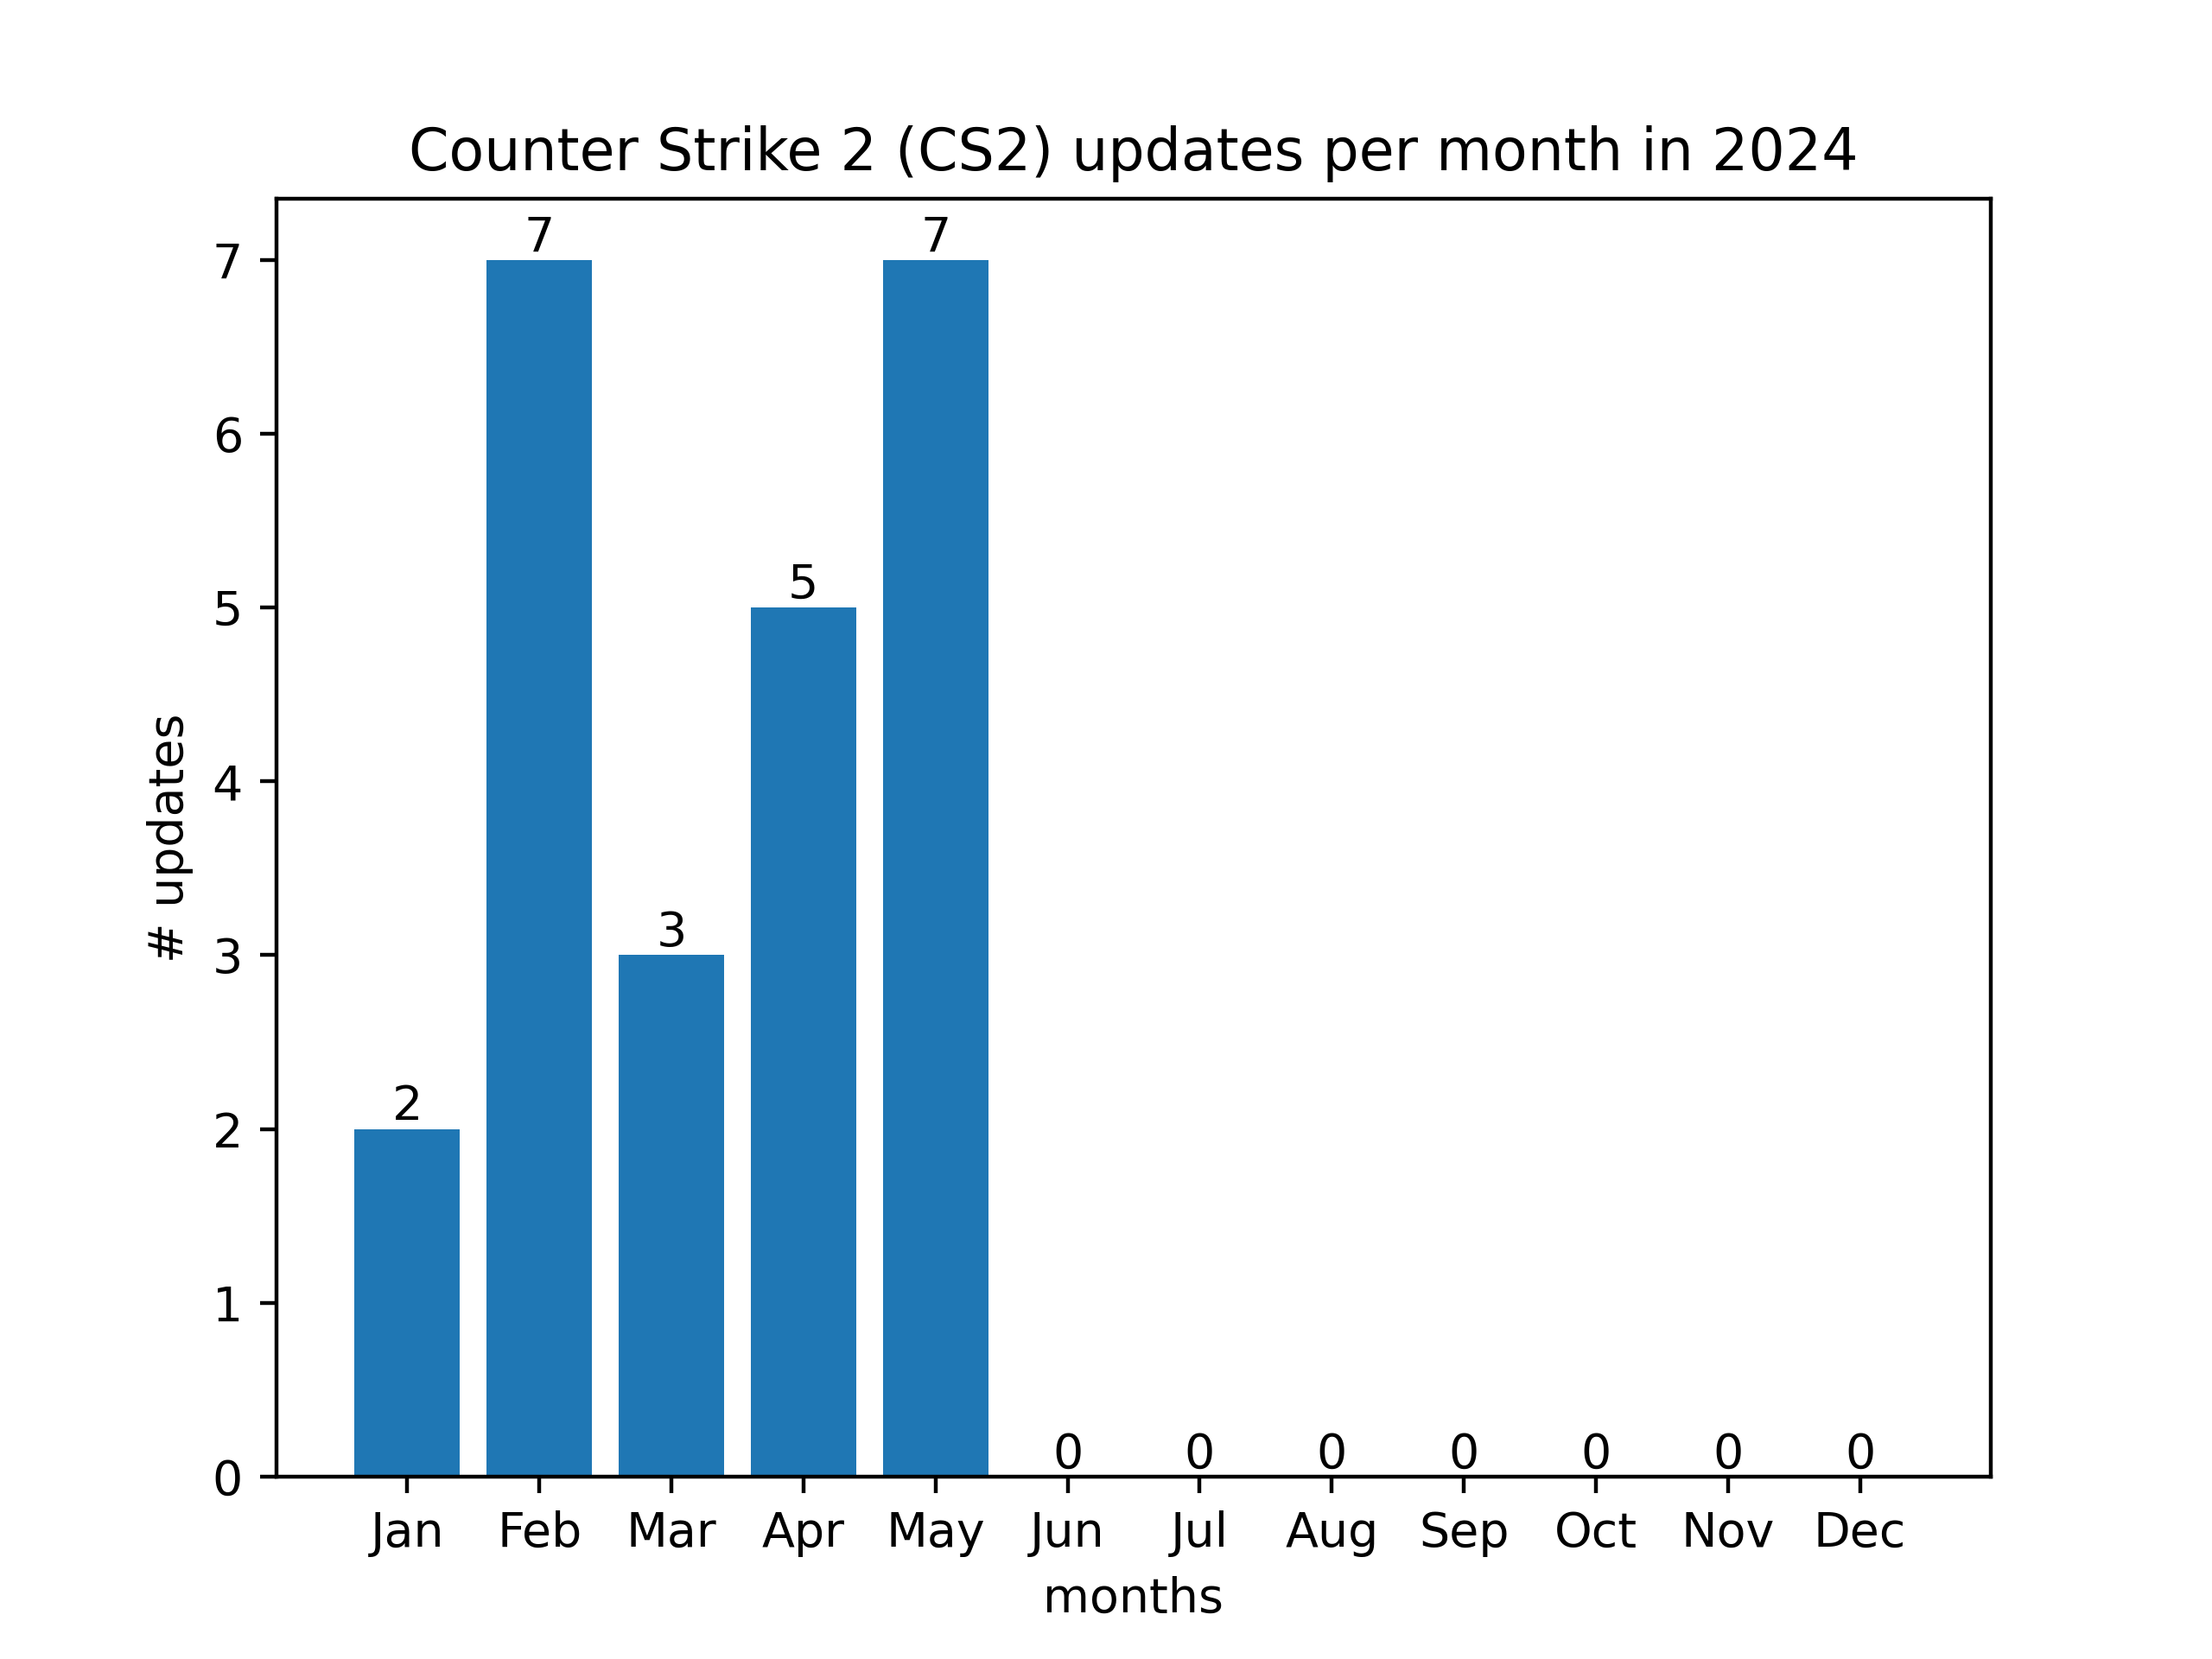 Counter Strike 2 (CS2) updates per month in 2024
7 7
7
6
5
5
# updates
4
3
3
2
2
1
0 0 0 0 0 0 0
0
Jan Feb Mar Apr May Jun Jul Aug Sep Oct Nov Dec
months